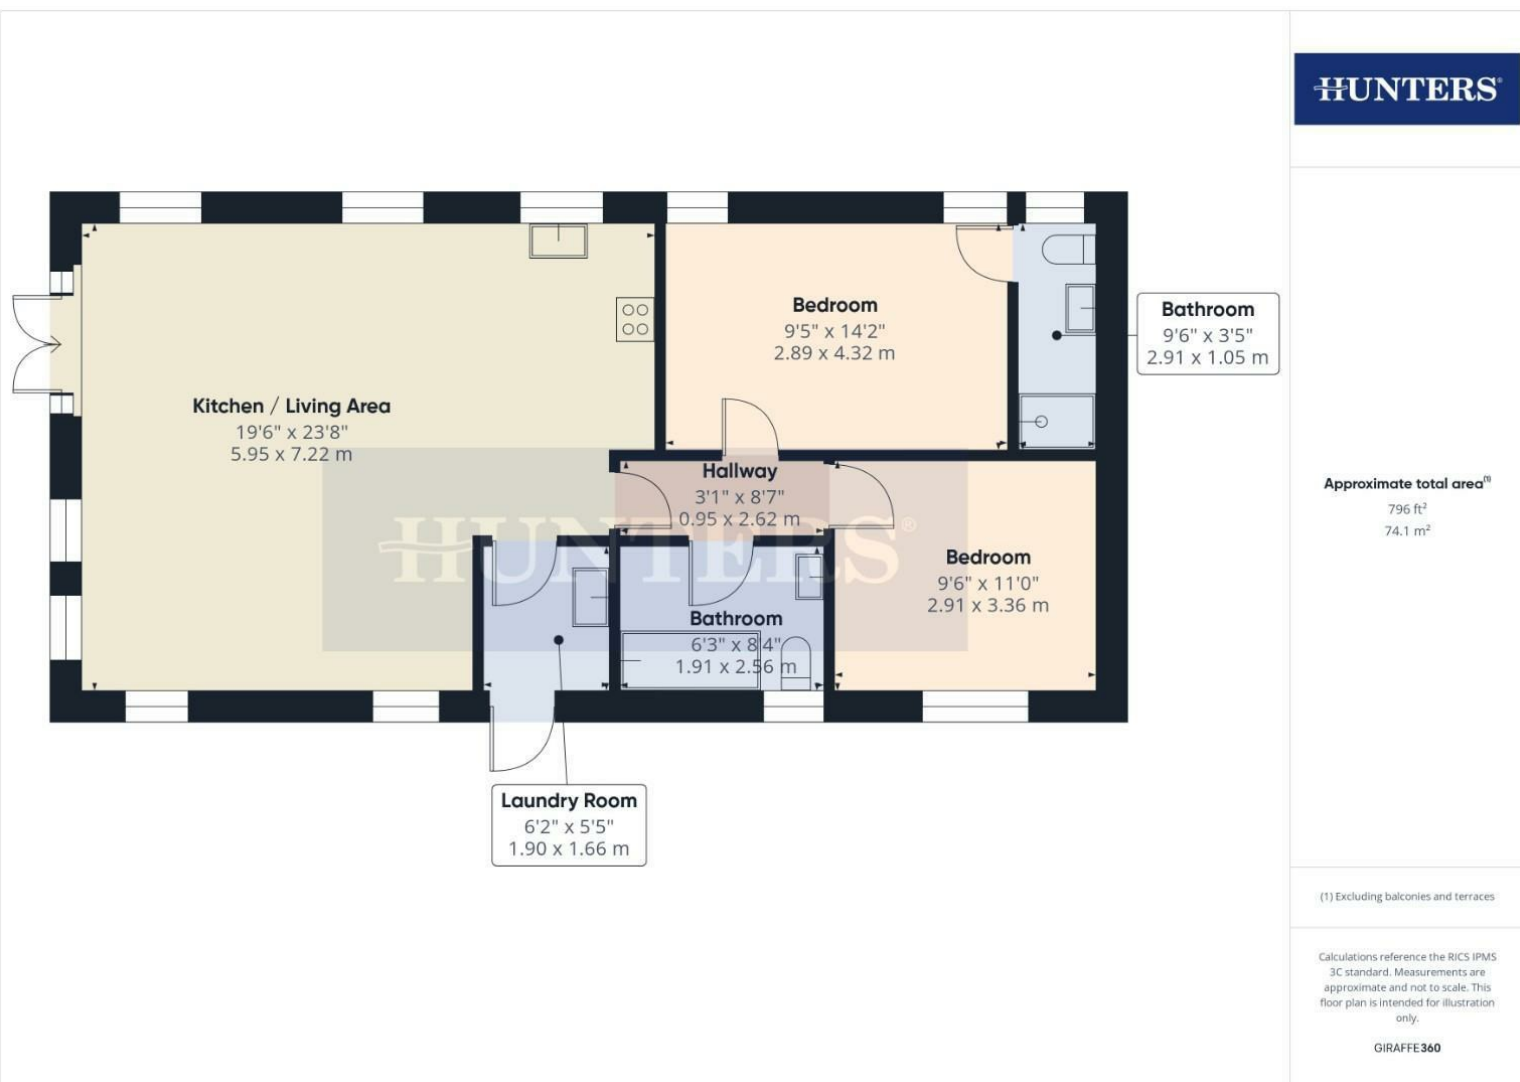 HUNTERS®
Kitchen / Living Area
19'6" x 23'8"
5.95 x 7.22 m
Bedroom
9'5" x 14'2"
2.89 x 4.32 m
Bathroom
9'6" x 3'5"
2.91 x 1.05 m
Hallway
3'1" x 8'7"
0.95 x 2.62 m
HUNTERS®
Bedroom
9'6" x 11'0"
2.91 x 3.36 m
Bathroom
6'3" x 8'4"
1.91 x 2.56 m
Laundry Room
6'2" x 5'5"
1.90 x 1.66 m
Approximate total area(1)
796 ft²
74.1 m²
(1) Excluding balconies and terraces
Calculations reference the RICS IPMS
3C standard. Measurements are
approximate and not to scale. This
floor plan is intended for illustration
only.
GIRAFFE360